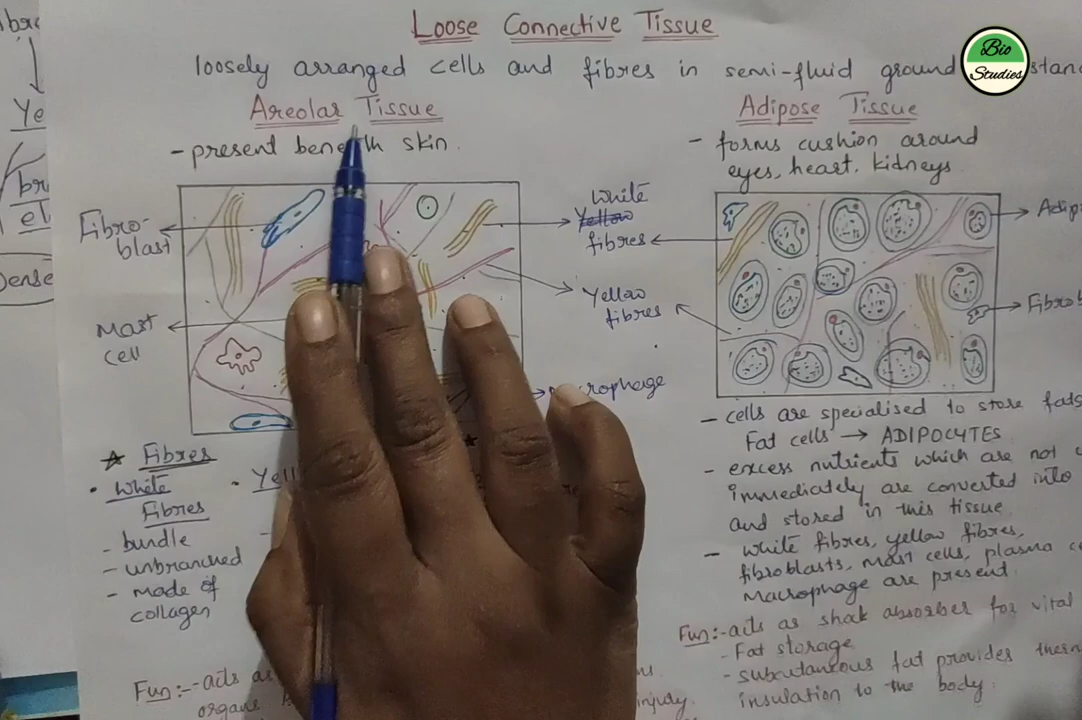 Loose Connective Tissue
loosely arranged cells and fibres in semi-fluid ground
Bio
Studies
Areolar Tissue
- present beneath skin.
Fibro-
blast
Mast
cell
White
Yellow
fibres
Yellow
fibres
Macrophage
* Fibres
• White
Fibres
- bundle
- unbranched
- made of
collagen
Fun:- acts as
organs
injury
Adipose Tissue
- forms cushion around
eyes, heart, kidneys
- cells are specialised to store fats
Fat cells → ADIPOCYTES
- excess nutrients which are not
immediately are converted into
and stored in this tissue
- white fibres, yellow fibres,
fibroblasts, mast cells, plasma
Macrophage are present.
Fun:- acts as shok absorber for vital
- Fat storage
- subcutaneous fat provides
insulation to the body.
Dense